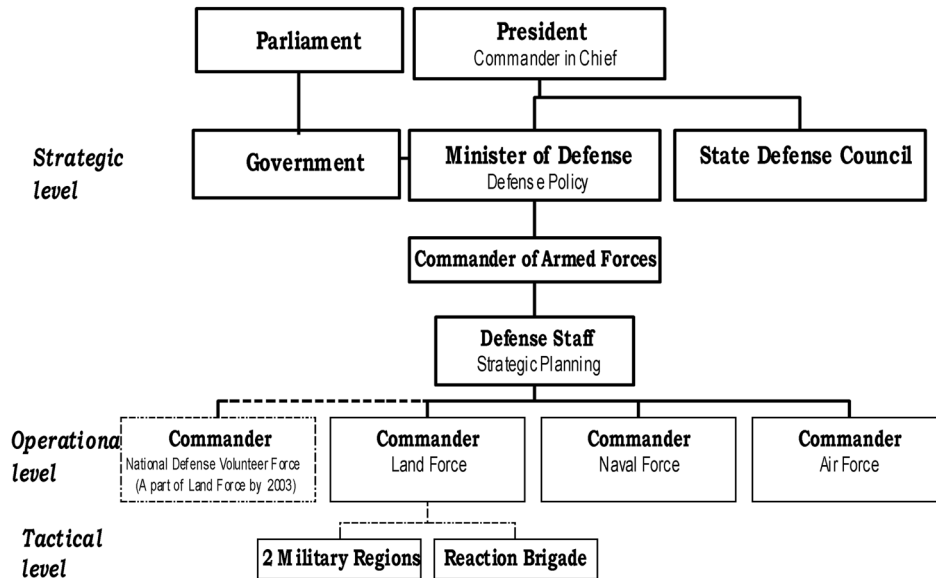 Parliament
President
Commander in Chief
Strategic
level
Government
Minister of Defense
Defense Policy
State Defense Council
Commander of Armed Forces
Defense Staff
Strategic Planning
Operationa
level
Commander
National Defense Volunteer Force
(A part of Land Force by 2003)
Commander
Land Force
Commander
Naval Force
Commander
Air Force
Tactical
level
2 Military Regions
Reaction Brigade